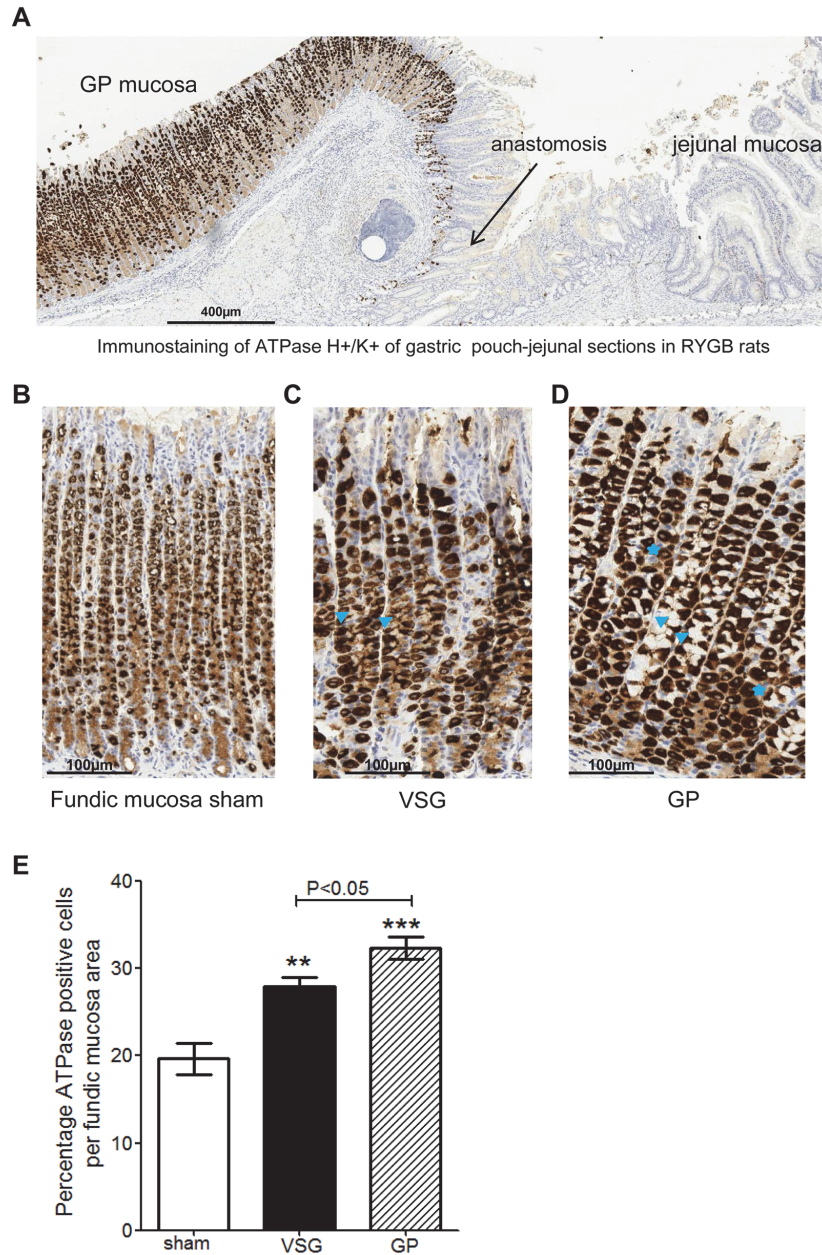 A
GP mucosa
anastomosis
jejunal mucosa
400µm
Immunostaining of ATPase H+/K+ of gastric pouch-jejunal sections in RYGB rats
B
C
D
100µm
100µm
100µm
Fundic mucosa sham
VSG
GP
E
Percentage ATPase positive cells
per fundic mucosa area
40
30
20
10
0
P<0.05
**
***
sham
VSG
GP